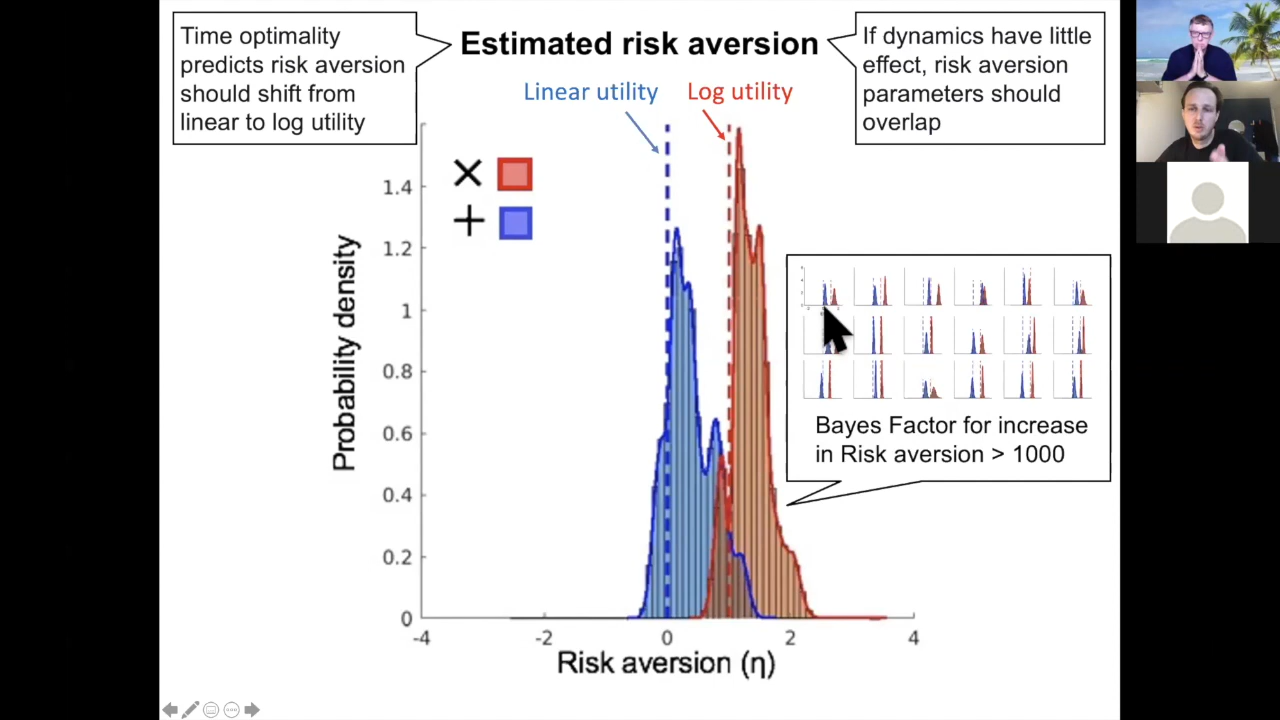 Time optimality
predicts risk aversion
should shift from
linear to log utility
Estimated risk aversion
If dynamics have little
effect, risk aversion
parameters should
overlap
Linear utility
Log utility
×
+
Probability density
1.4
1.2
1
0.8
0.6
0.4
0.2
0
-4
-2
0
2
4
Risk aversion (η)
Bayes Factor for increase
in Risk aversion > 1000